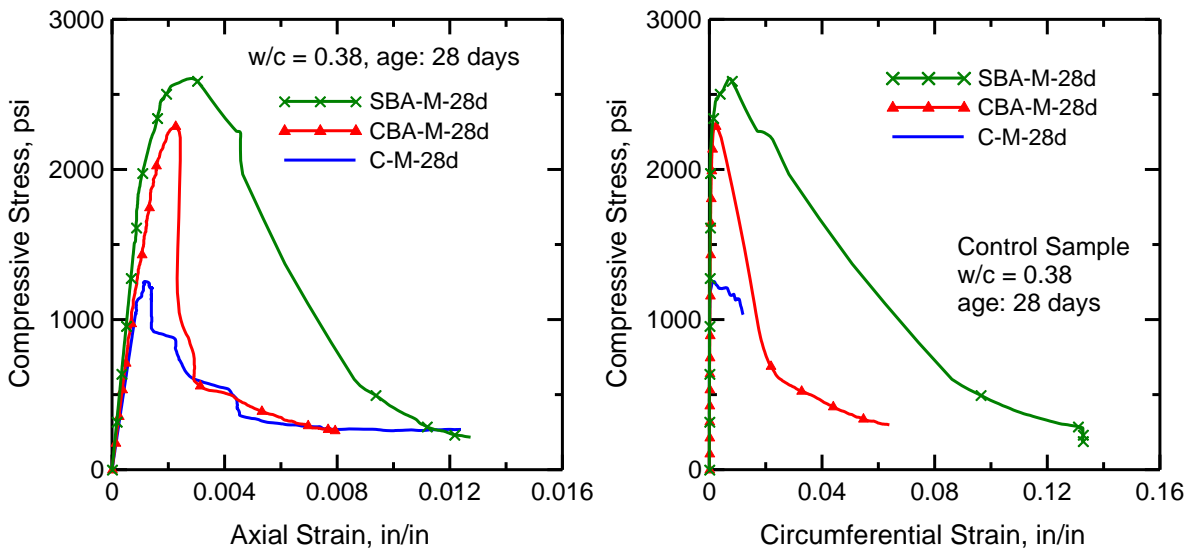 3000
2000
1000
0
Compressive Stress, psi
w/c = 0.38, age: 28 days
SBA-M-28d
CBA-M-28d
C-M-28d
0
0.004
0.008
0.012
0.016
Axial Strain, in/in
3000
2000
1000
0
Compressive Stress, psi
SBA-M-28d
CBA-M-28d
C-M-28d
Control Sample
w/c = 0.38
age: 28 days
0
0.04
0.08
0.12
0.16
Circumferential Strain, in/in